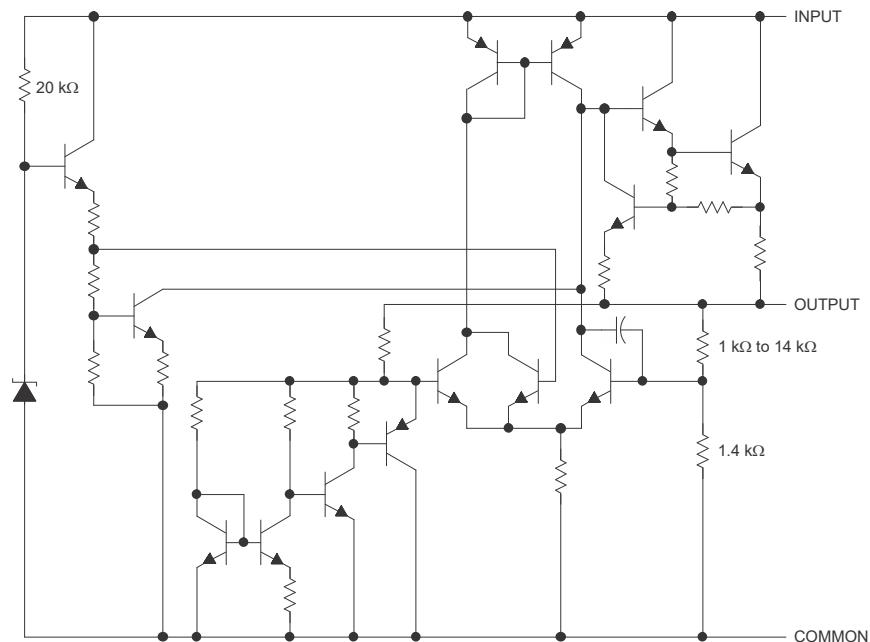 INPUT
20 kΩ
OUTPUT
1 kΩ to 14 kΩ
1.4 kΩ
COMMON